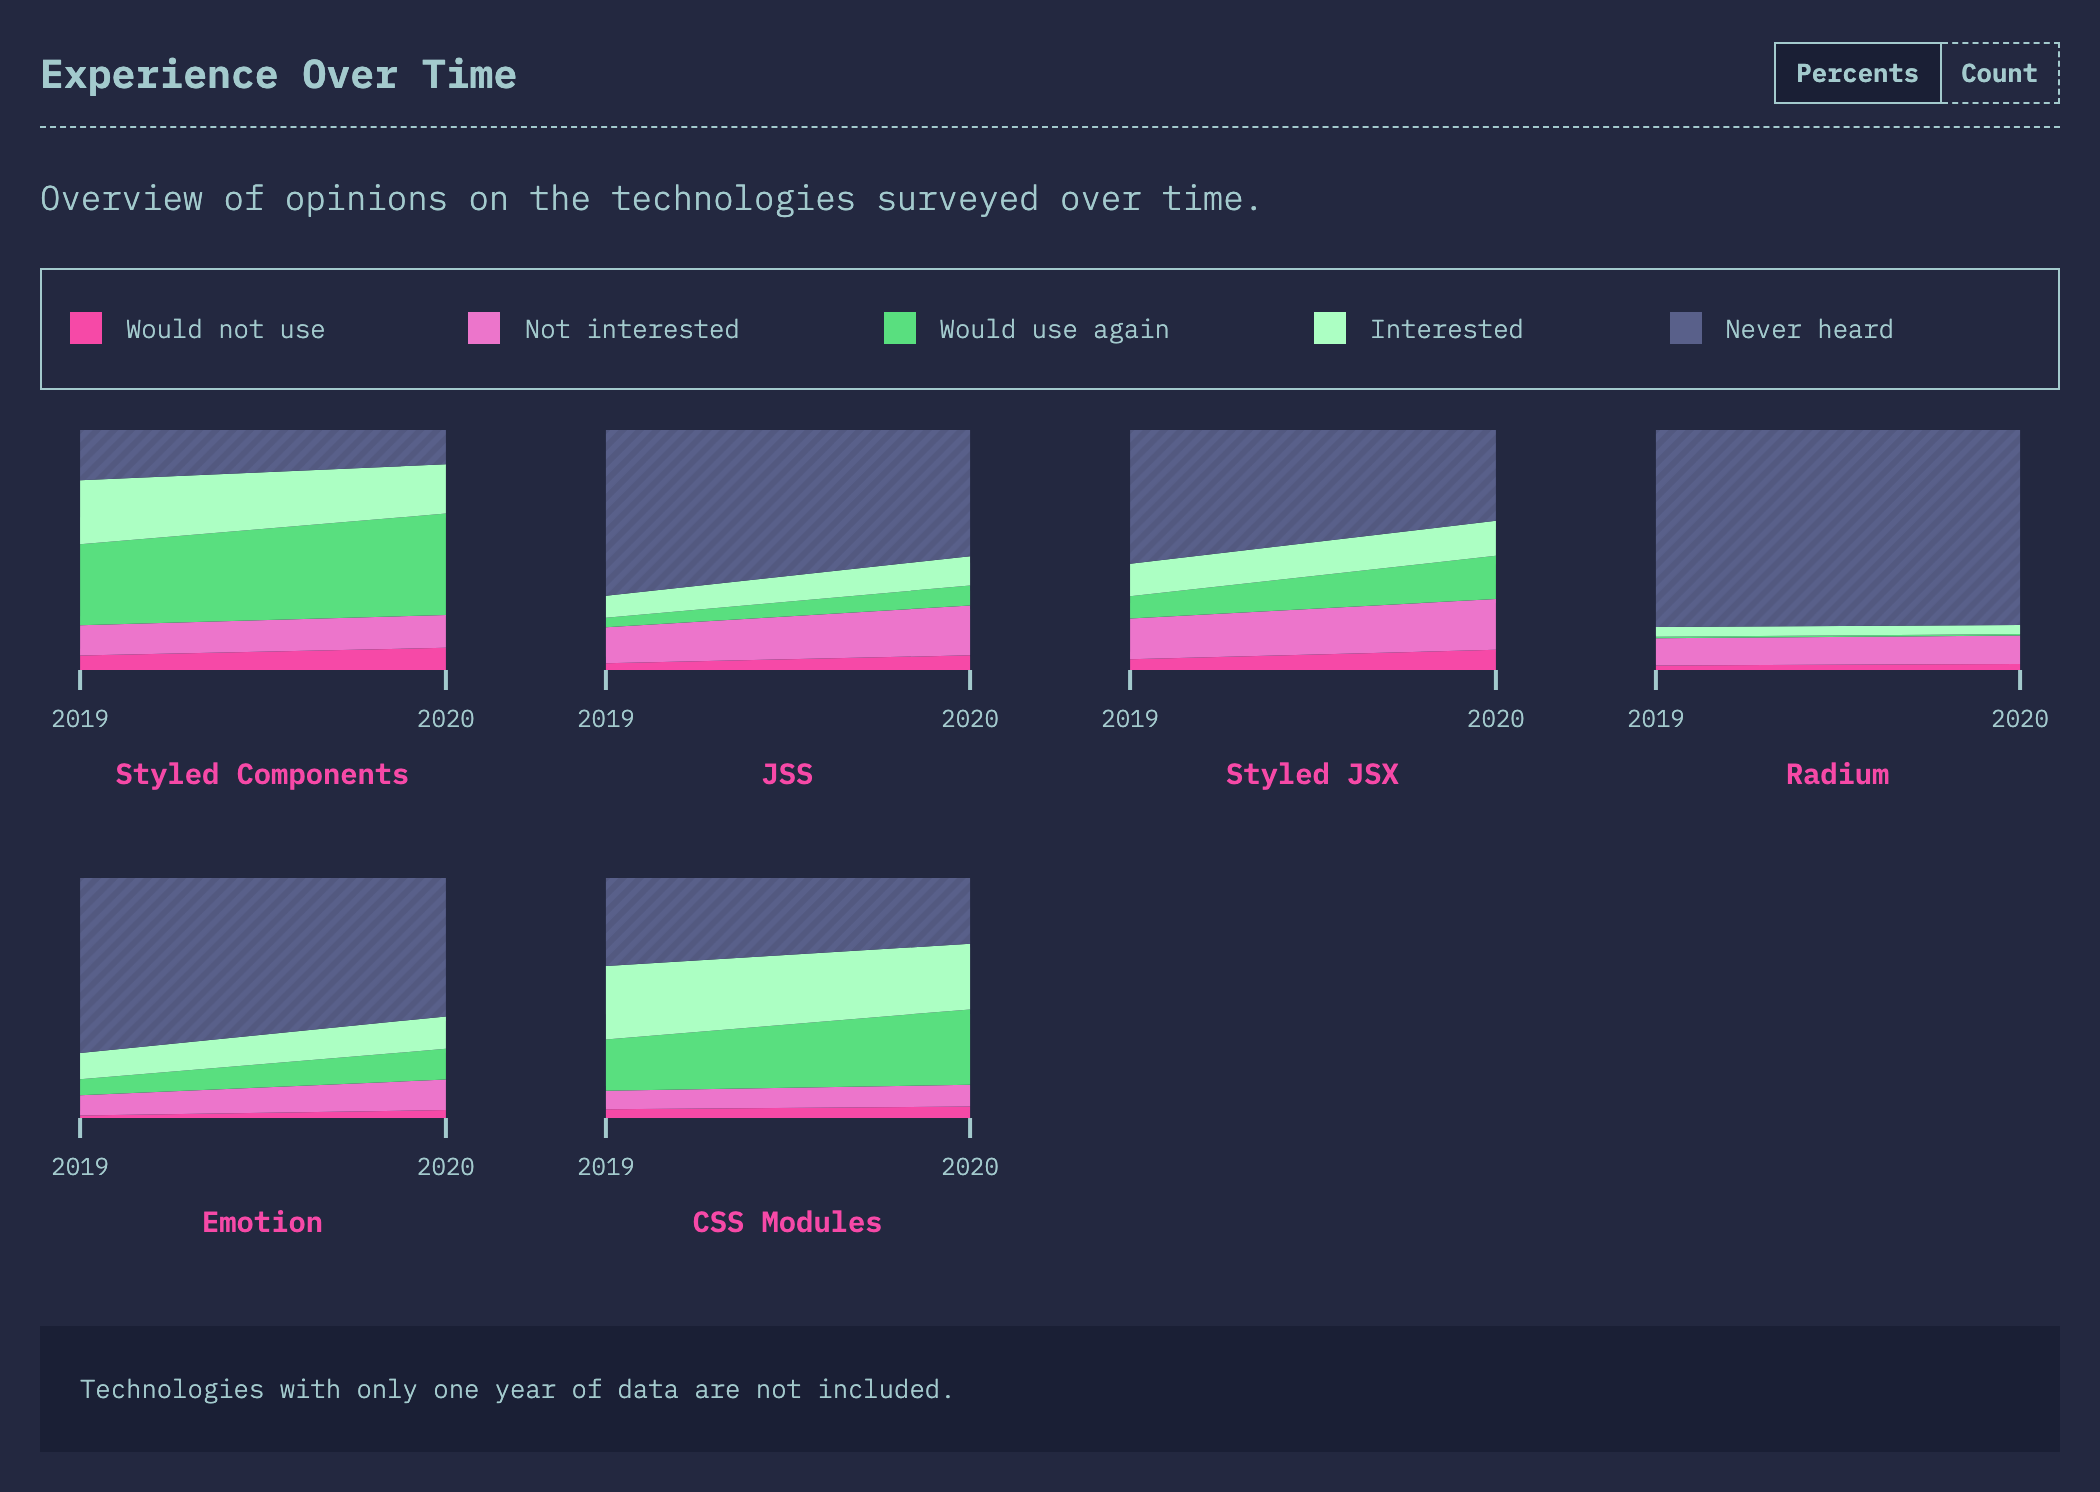 Experience Over Time
Percents Count
Overview of opinions on the technologies surveyed over time.
Would not use Not interested Would use again Interested Never heard
2019 2020 2019 2020 2019 2020 2019 2020
Styled Components JSS Styled JSX Radium
2019 2020 2019 2020
Emotion CSS Modules
Technologies with only one year of data are not included.